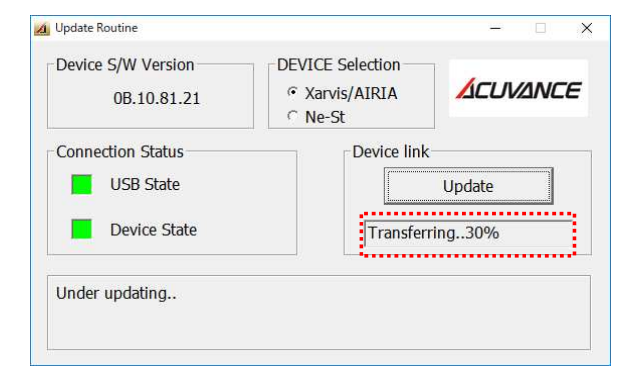 Update Routine
Device S/W Version
0B.10.81.21
DEVICE Selection
Xarvis/AIRIA
Ne-St
ACUVANCE
Connection Status
USB State
Device State
Device link
Update
Transferring..30%
Under updating..